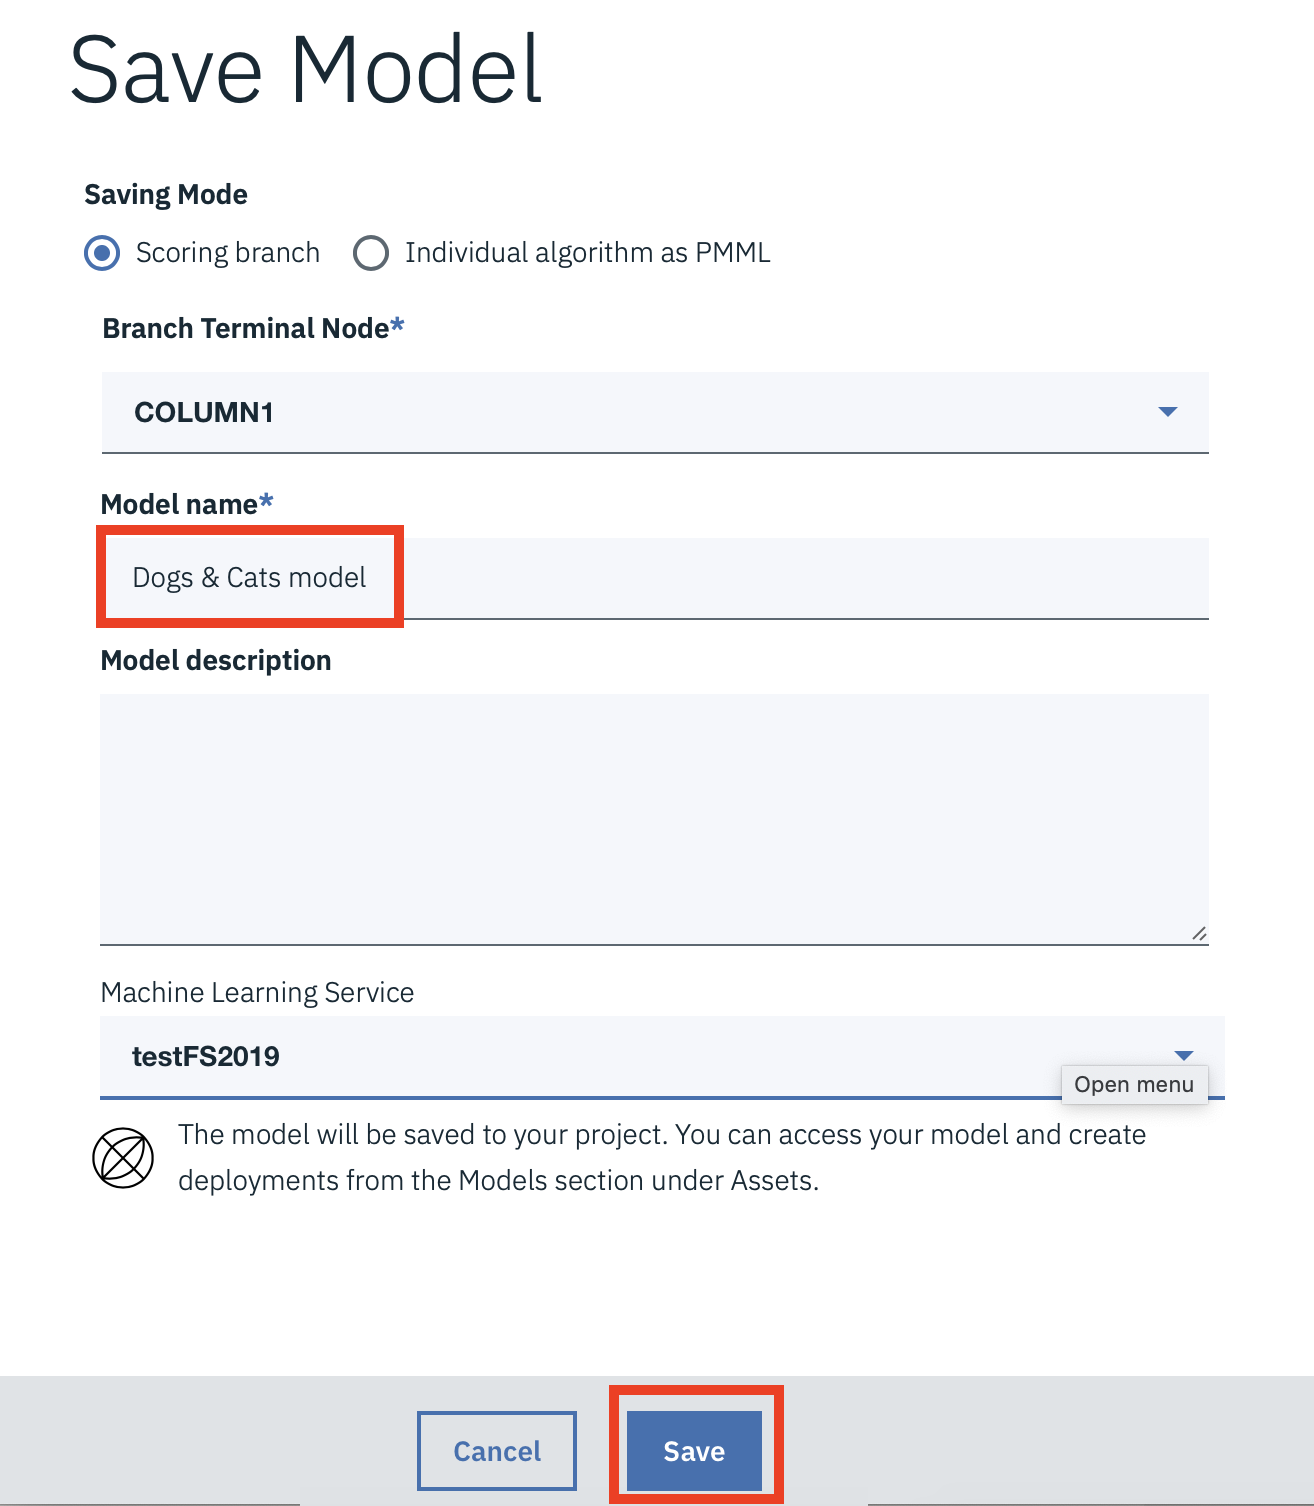 Save Model
Saving Mode
Scoring branch Individual algorithm as PMML
Branch Terminal Node*
COLUMN1
Model name*
Dogs & Cats model
Model description
Machine Learning Service
testFS2019
Open menu
The model will be saved to your project. You can access your model and create
deployments from the Models section under Assets.
Cancel Save